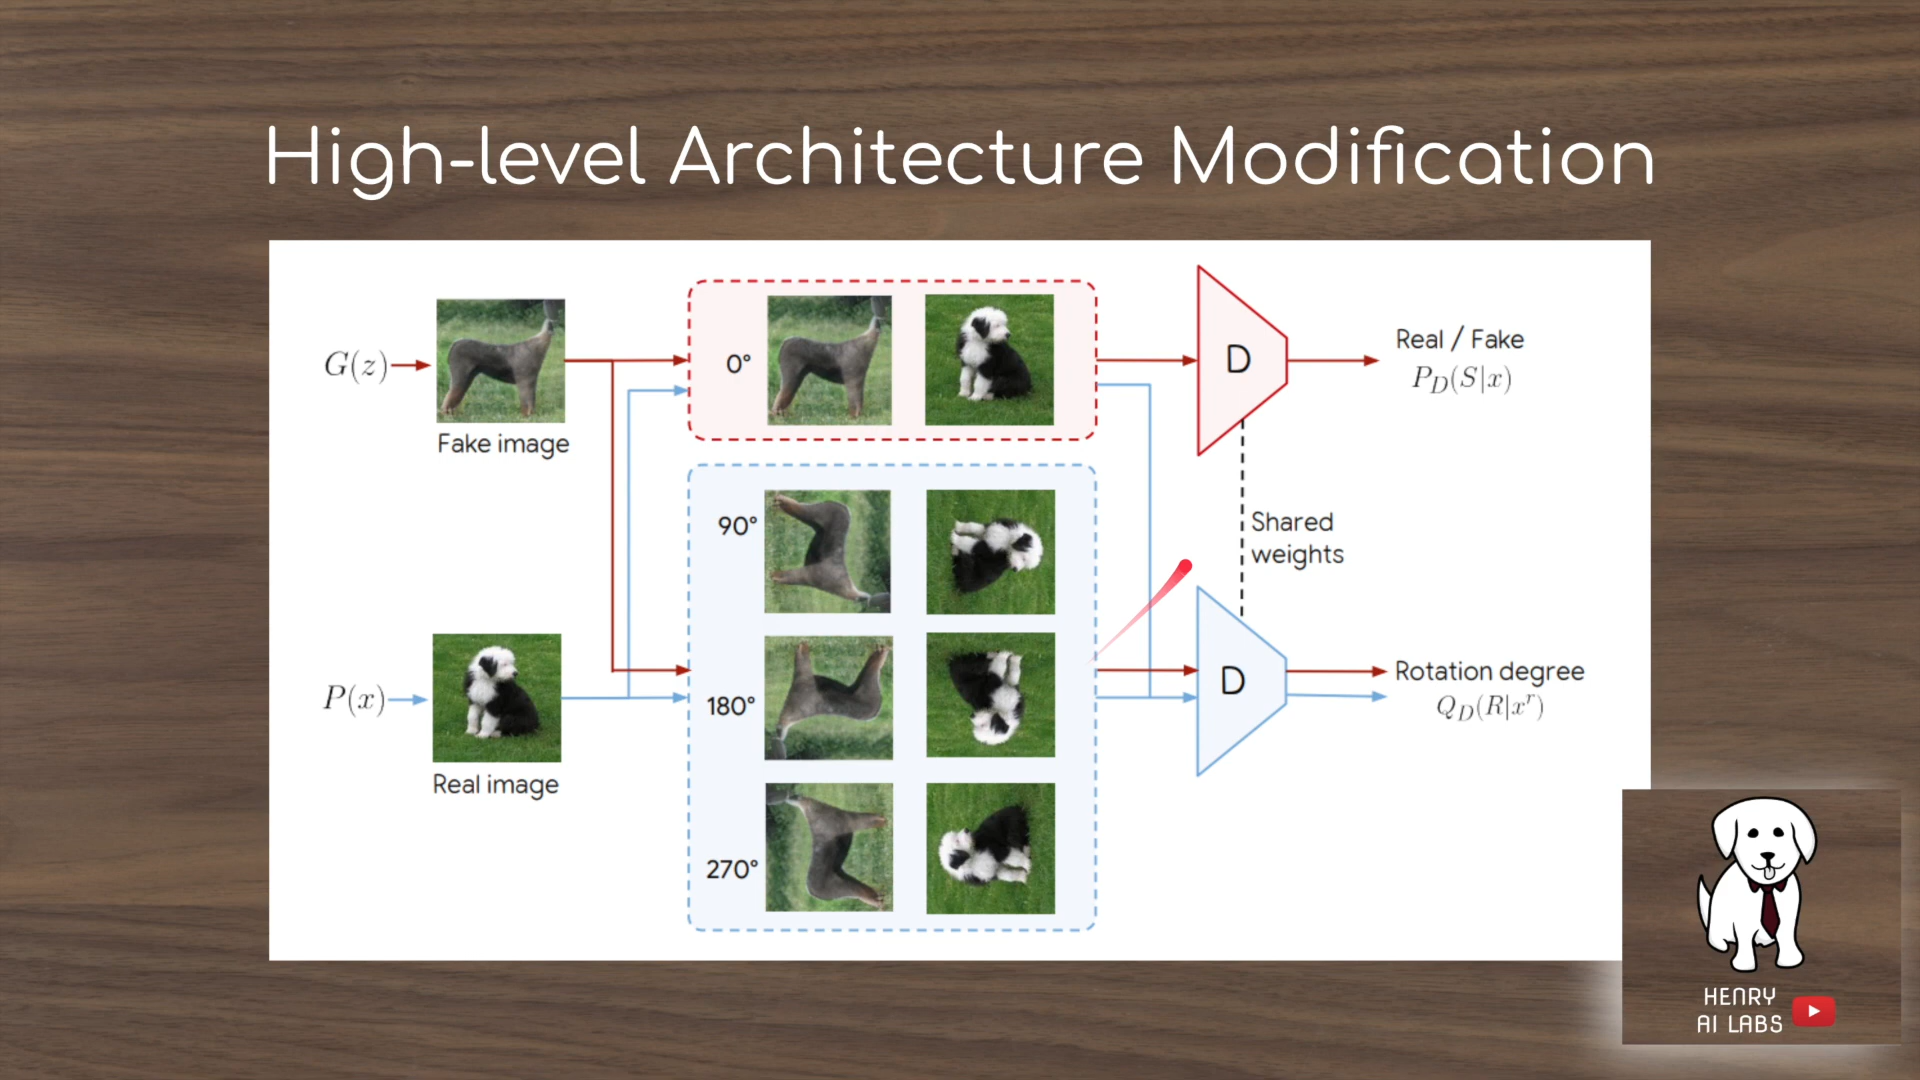 High-level Architecture Modification
G(z)
Fake image
0°
D
Real / Fake
P_D(S|x)
90°
Shared
weights
P(x)
Real image
180°
D
Rotation degree
Q_D(R|x^r)
270°
HENRY
AI LABS